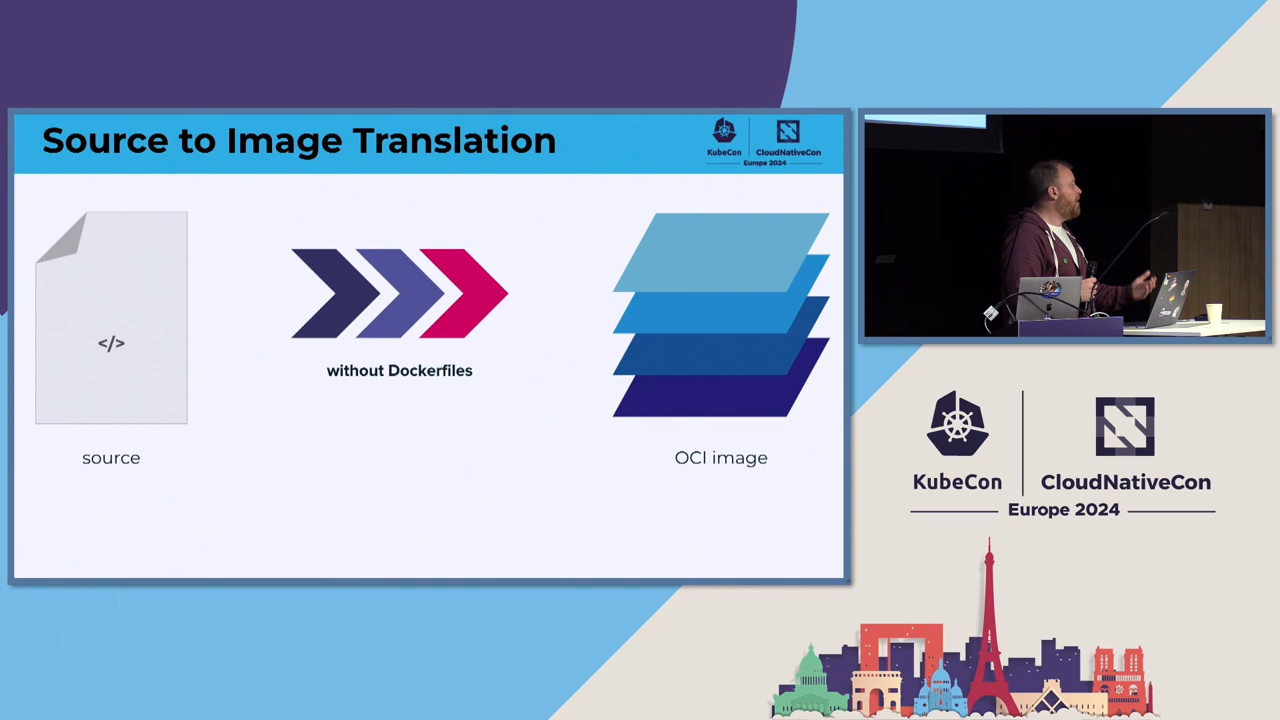 Source to Image Translation
KubeCon
CloudNativeCon
Europe 2024
</>
without Dockerfiles
source
OCI image
KubeCon
CloudNativeCon
Europe 2024